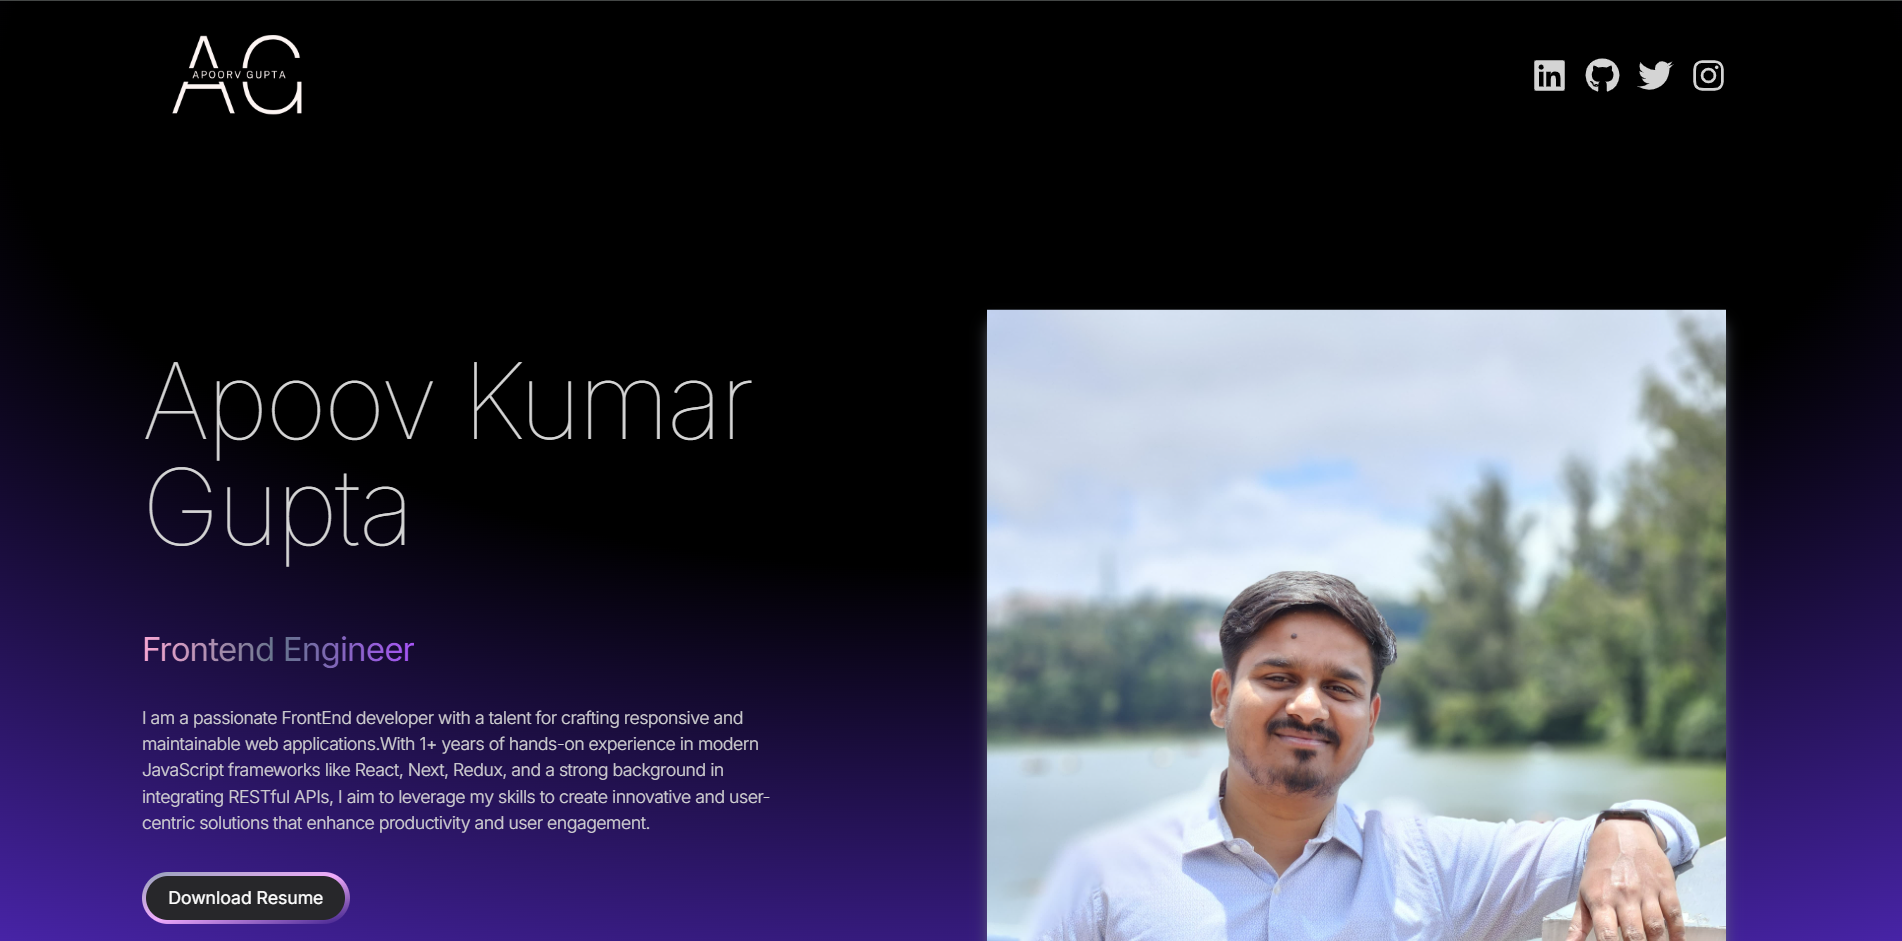 AG
APOORV GUPTA
in
Apoov Kumar
Gupta
Frontend Engineer
I am a passionate FrontEnd developer with a talent for crafting responsive and
maintainable web applications.With 1+ years of hands-on experience in modern
JavaScript frameworks like React, Next, Redux, and a strong background in
integrating RESTful APIs, I aim to leverage my skills to create innovative and user-
centric solutions that enhance productivity and user engagement.
Download Resume